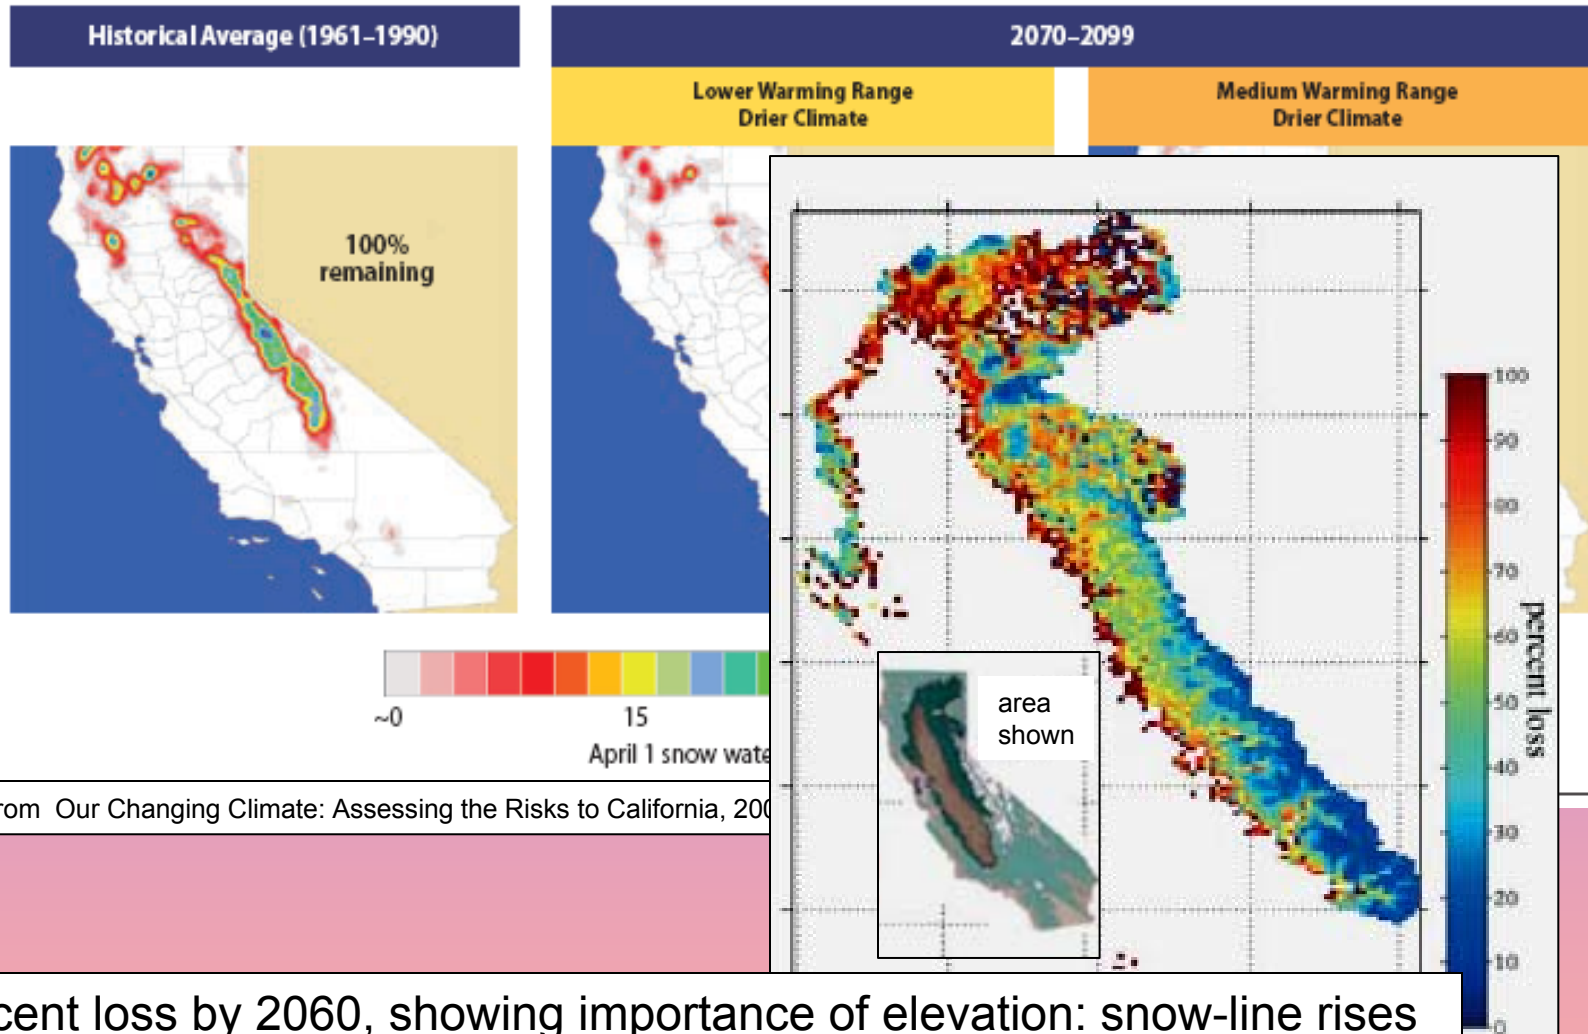 Historical Average (1961–1990)
2070–2099
Lower Warming Range
Drier Climate
Medium Warming Range
Drier Climate
100%
remaining
~0
15
April 1 snow wate
rom Our Changing Climate: Assessing the Risks to California, 200
area
shown
100
90
80
70
60
50
40
30
20
10
0
percent loss
cent loss by 2060, showing importance of elevation: snow-line rises